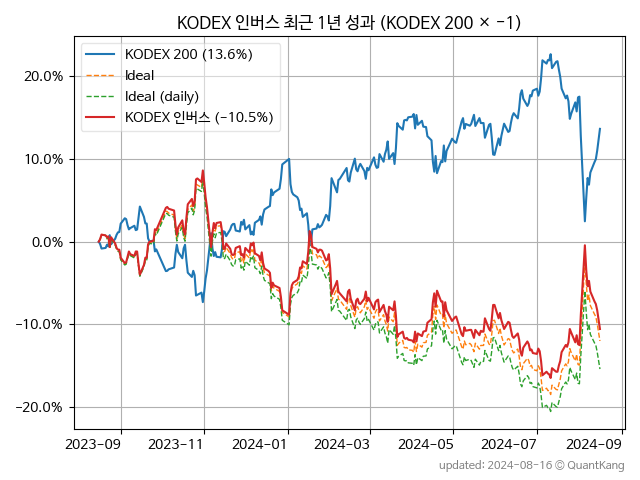 KODEX 인버스 최근 1년 성과 (KODEX 200 × -1)
KODEX 200 (13.6%)
Ideal
Ideal (daily)
KODEX 인버스 (-10.5%)
20.0%
10.0%
0.0%
-10.0%
-20.0%
2023-09 2023-11 2024-01 2024-03 2024-05 2024-07 2024-09
updated: 2024-08-16 © QuantKang